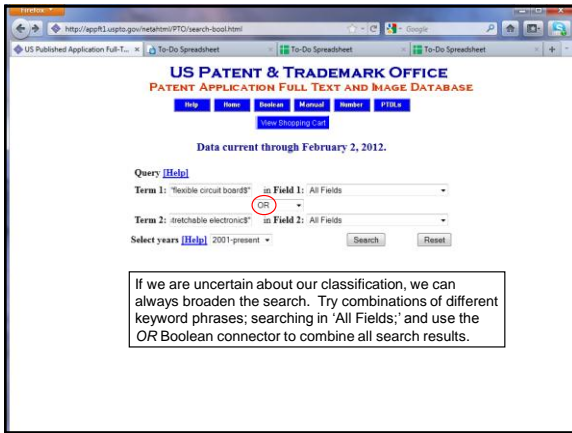 Firefox
http://appft1.uspto.gov/netahtml/PTO/search-bool.html
Google
US Published Application Full-T...
To-Do Spreadsheet
To-Do Spreadsheet
To-Do Spreadsheet
US PATENT & TRADEMARK OFFICE
PATENT APPLICATION FULL TEXT AND IMAGE DATABASE
Help Home Boolean Manual Number PTDLs
View Shopping Cart
Data current through February 2, 2012.
Query [Help]
Term 1: "flexible circuit board$" in Field 1: All Fields
OR
Term 2: stretchable electronic$" in Field 2: All Fields
Select years [Help] 2001-present Search Reset
If we are uncertain about our classification, we can
always broaden the search. Try combinations of different
keyword phrases; searching in 'All Fields;' and use the
OR Boolean connector to combine all search results.